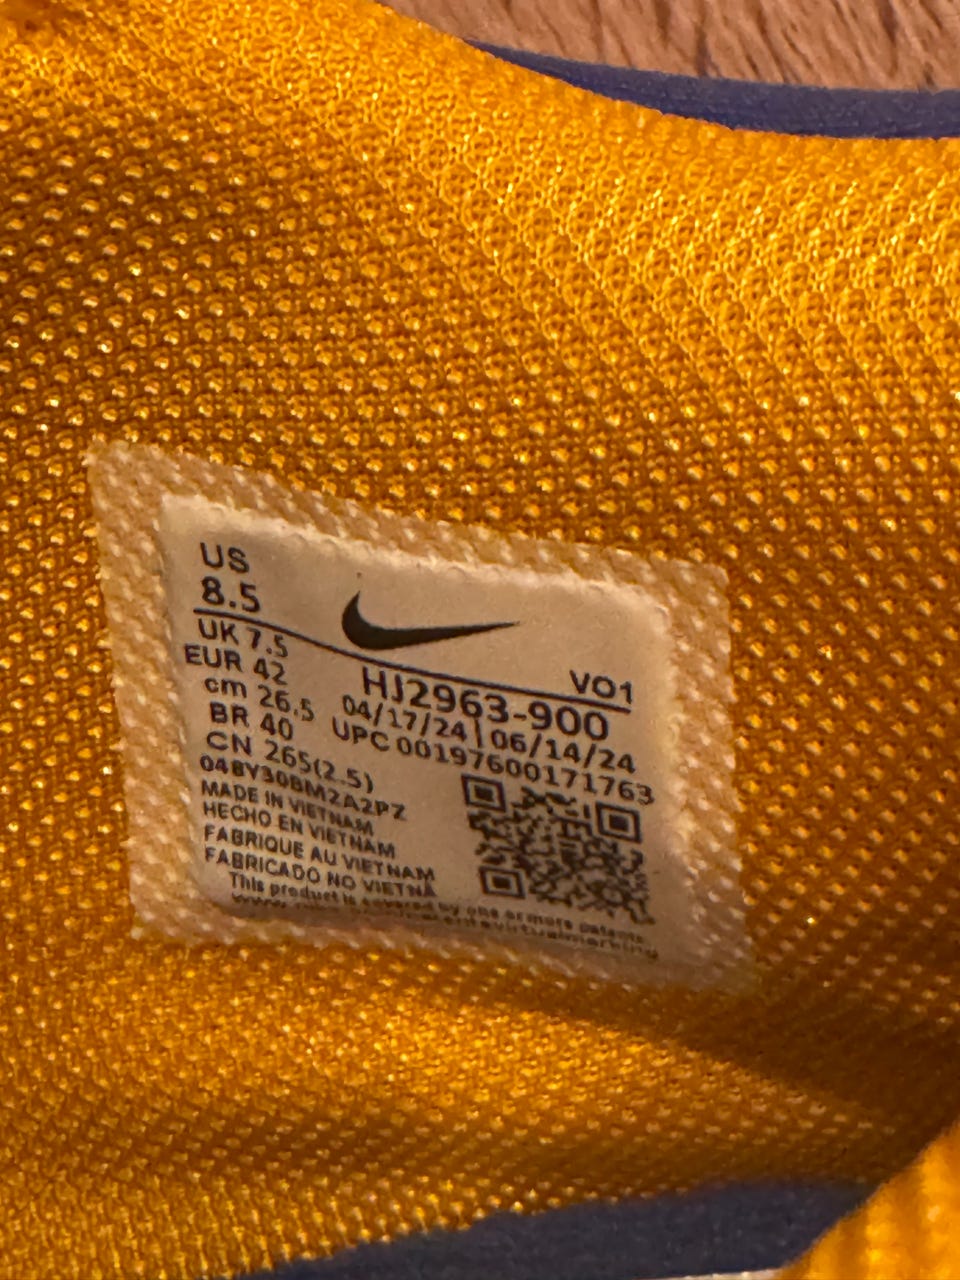 US
8.5
UK 7.5
EUR 42
cm 26.5
BR 40
CN 265(2.5)
VO1
HJ2963-900
04/17/24|06/14/24
UPC 00197600171763
04BY30BM2A2PZ
MADE IN VIETNAM
HECHO EN VIETNAM
FABRIQUE AU VIETNAM
FABRICADO NO VIETNÃ
This product is covered by one or more patents.